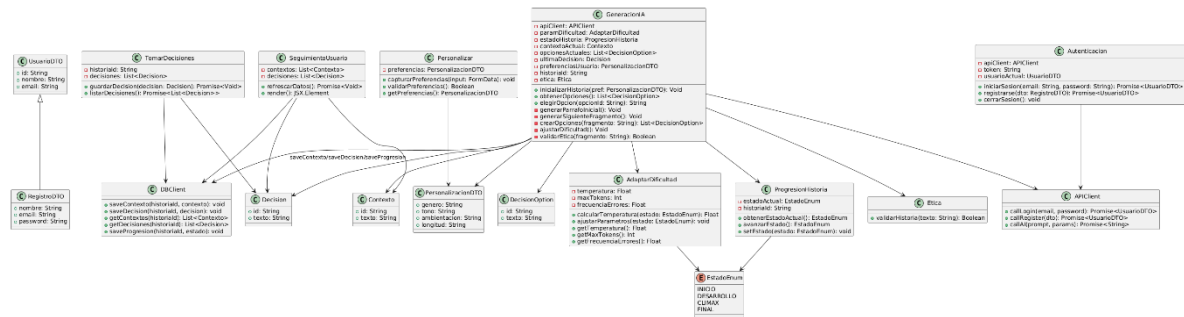 GeneracionIA
apiClient: APIClient
paramDificultad: AdaptarDificultad
estadoHistoria: ProgresionHistoria
contextoActual: Contexto
opcionesActuales: List<DecisionOption>
ultimaDecision: Decision
preferenciasUsuario: PersonalizacionDTO
historiaId: String
etica: Etica
inicializarHistoria(pref: PersonalizacionDTO): Void
obtenerOpciones(): List<DecisionOption>
elegirOpcion(opcionId: String): String
generarParrafoInicial(): Void
generarSiguienteFragmento(): Void
crearOpciones(fragmento: String): List<DecisionOption>
ajustarDificultad(): Void
validarEtica(fragmento: String): Boolean
UsuarioDTO
id: String
nombre: String
email: String
TomarDecisiones
historiaId: String
decisiones: List<Decision>
guardarDecision(decision: Decision): Promise<Void>
listarDecisiones(): Promise<List<Decision>>
SeguimientoUsuario
contextos: List<Contexto>
decisiones: List<Decision>
refrescarDatos(): Promise<Void>
render(): JSX.Element
Personalizar
preferencias: PersonalizacionDTO
capturarPreferencias(input: FormData): void
validarPreferencias(): Boolean
getPreferencias(): PersonalizacionDTO
Autenticacion
apiClient: APIClient
token: String
usuarioActual: UsuarioDTO
iniciarSesion(email: String, password: String): Promise<UsuarioDTO>
registrarse(dto: RegistroDTO): Promise<UsuarioDTO>
cerrarSesion(): void
saveContexto/saveDecision/saveProgresion
RegistroDTO
nombre: String
email: String
password: String
DBClient
saveContexto(historiaId, contexto): void
saveDecision(historiaId, decision): void
getContextos(historiaId): List<Contexto>
getDecisiones(historiaId): List<Decision>
saveProgresion(historiaId, estado): void
Decision
id: String
texto: String
Contexto
id: String
texto: String
PersonalizacionDTO
genero: String
tono: String
ambientacion: String
longitud: String
DecisionOption
id: String
texto: String
AdaptarDificultad
temperatura: Float
maxTokens: Int
frecuenciaErrores: Float
calcularTemperatura(estado: EstadoEnum): Float
ajustarParametros(estado: EstadoEnum): void
getTemperatura(): Float
getMaxTokens(): Int
getFrecuenciaErrores(): Float
ProgresionHistoria
estadoActual: EstadoEnum
historiaId: String
obtenerEstadoActual(): EstadoEnum
avanzarEstado(): EstadoEnum
setEstado(estado: EstadoEnum): void
Etica
validarHistoria(texto: String): Boolean
APIClient
callLogin(email, password): Promise<UsuarioDTO>
callRegister(dto): Promise<UsuarioDTO>
callAI(prompt, params): Promise<String>
EstadoEnum
INICIO
DESARROLLO
CLIMAX
FINAL